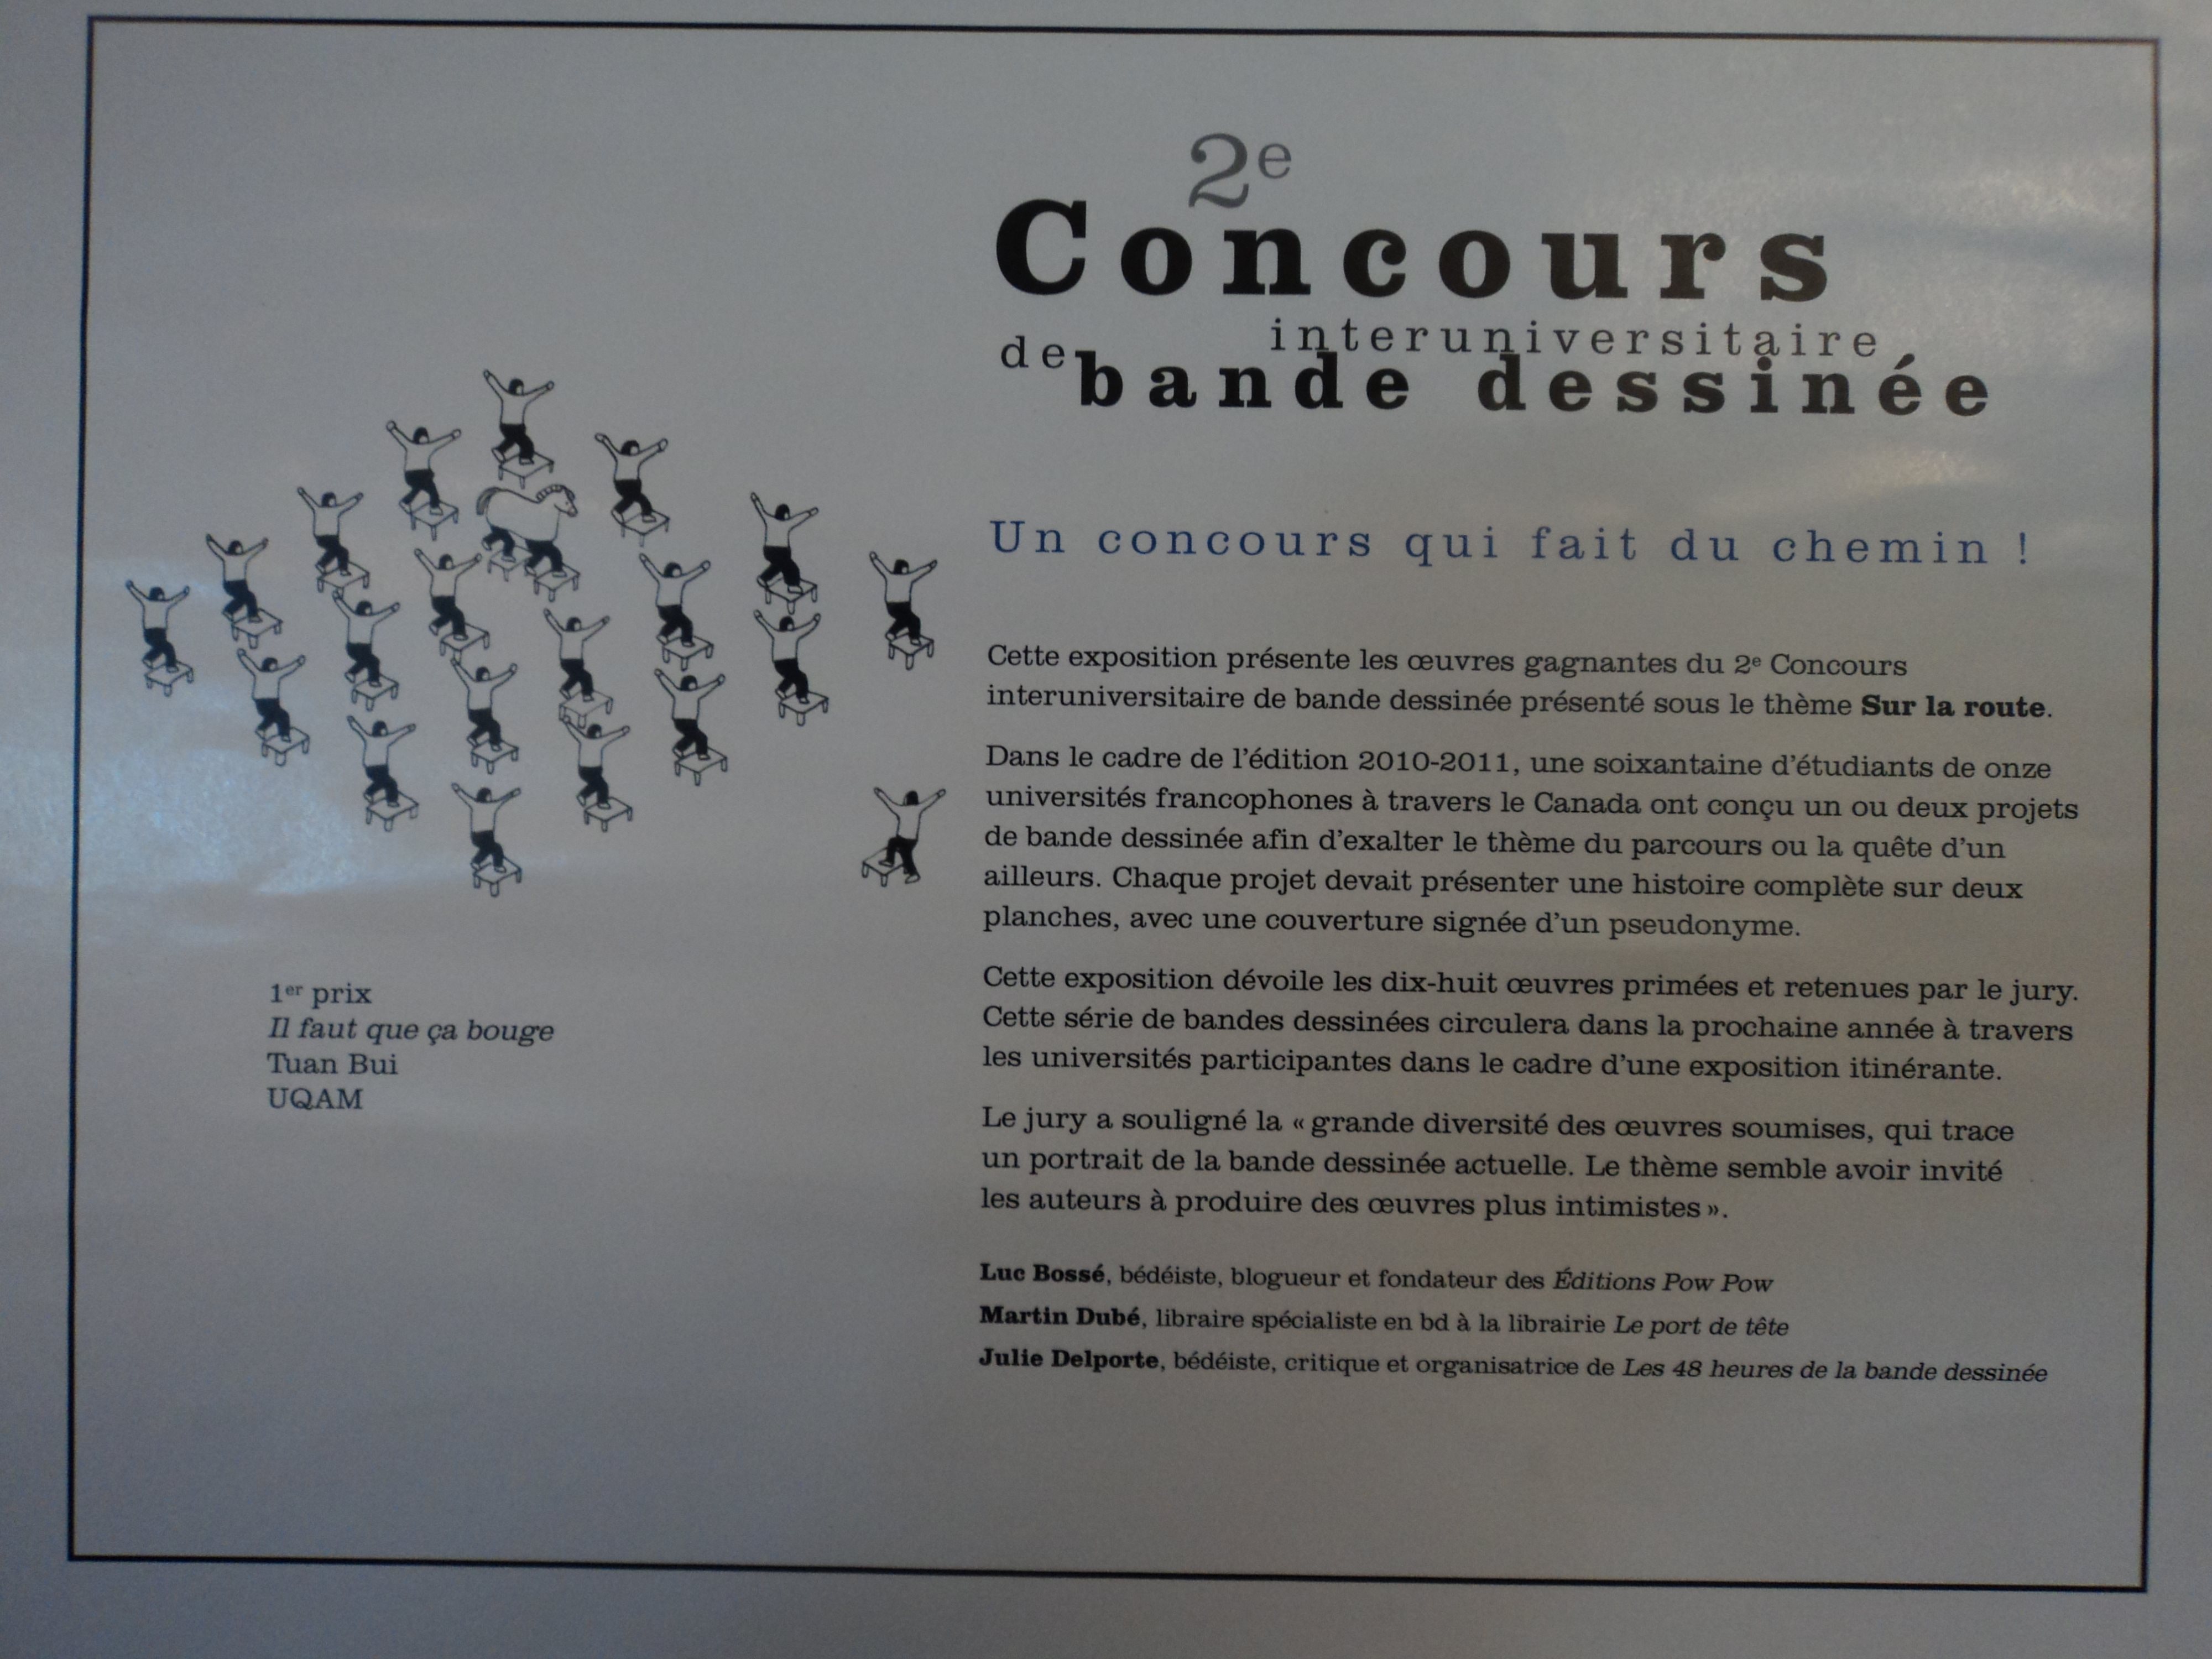 2e
Concours
interuniversitaire
de bande dessinée
Un concours qui fait du chemin !
Cette exposition présente les œuvres gagnantes du 2e Concours
interuniversitaire de bande dessinée présenté sous le thème Sur la route.
Dans le cadre de l'édition 2010-2011, une soixantaine d'étudiants de onze
universités francophones à travers le Canada ont conçu un ou deux projets
de bande dessinée afin d'exalter le thème du parcours ou la quête d'un
ailleurs. Chaque projet devait présenter une histoire complète sur deux
planches, avec une couverture signée d'un pseudonyme.
Cette exposition dévoile les dix-huit œuvres primées et retenues par le jury.
Cette série de bandes dessinées circulera dans la prochaine année à travers
les universités participantes dans le cadre d'une exposition itinérante.
Le jury a souligné la « grande diversité des œuvres soumises, qui trace
un portrait de la bande dessinée actuelle. Le thème semble avoir invité
les auteurs à produire des œuvres plus intimistes ».
Luc Bossé, bédéiste, blogueur et fondateur des Éditions Pow Pow
Martin Dubé, libraire spécialiste en bd à la librairie Le port de tête
Julie Delporte, bédéiste, critique et organisatrice de Les 48 heures de la bande dessinée
1er prix
Il faut que ça bouge
Tuan Bui
UQAM